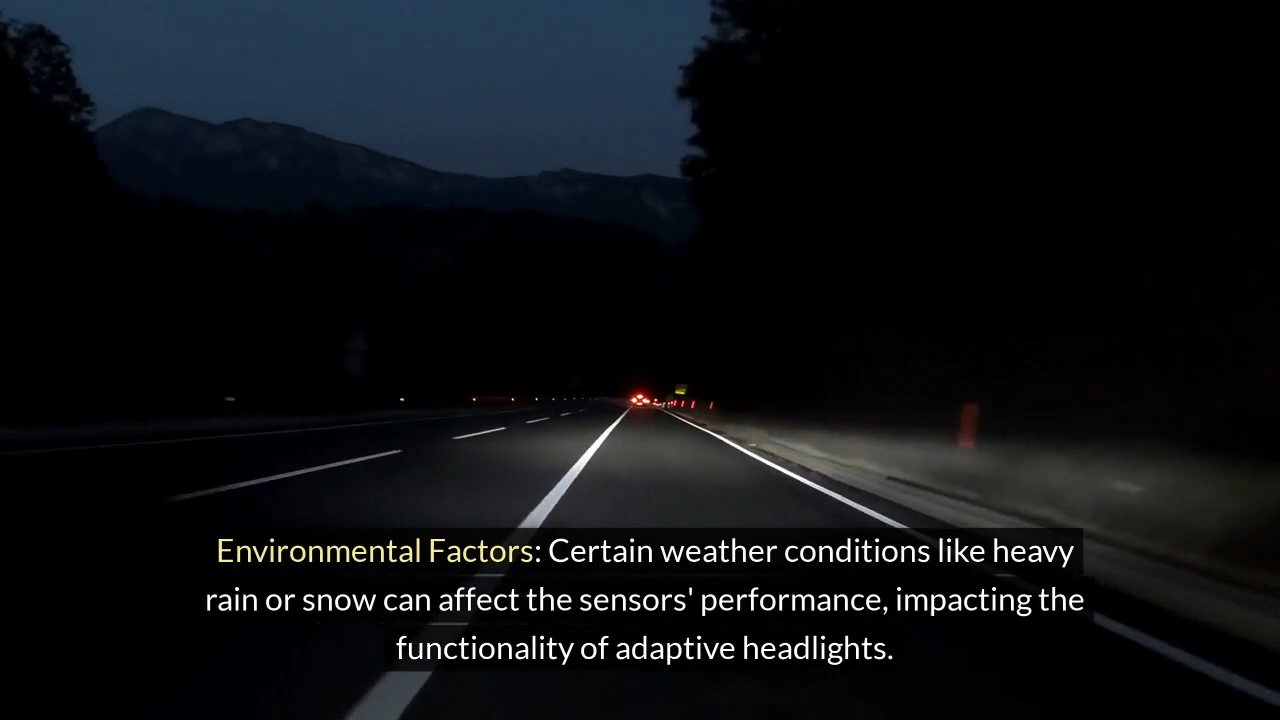 Environmental Factors: Certain weather conditions like heavy
rain or snow can affect the sensors' performance, impacting the
functionality of adaptive headlights.